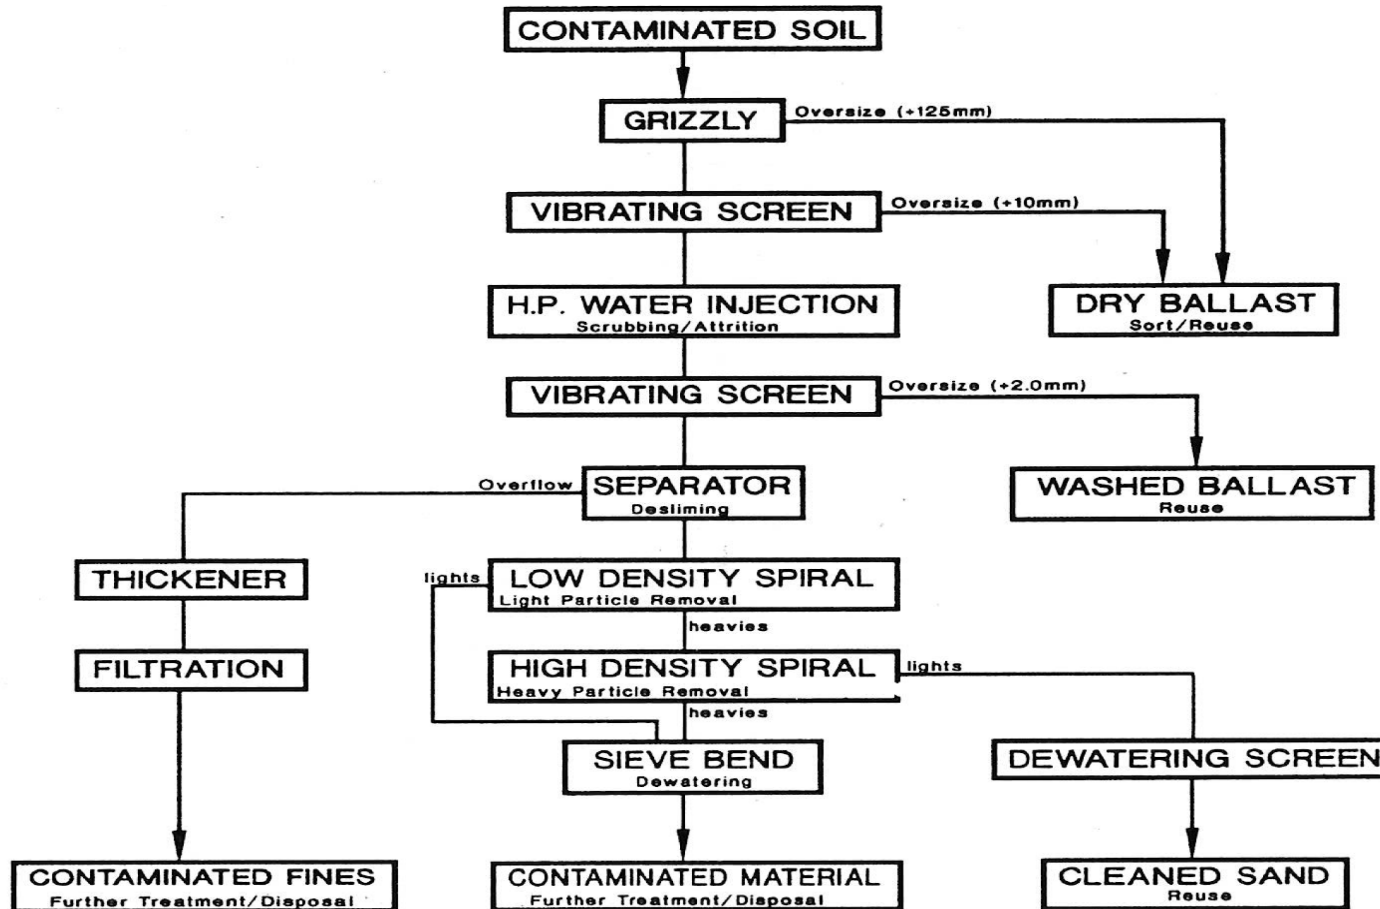 CONTAMINATED SOIL
GRIZZLY
Oversize (+125mm)
VIBRATING SCREEN
Oversize (+10mm)
H.P. WATER INJECTION
Scrubbing/Attrition
DRY BALLAST
Sort/Reuse
VIBRATING SCREEN
Oversize (+2.0mm)
Overflow
SEPARATOR
Desliming
WASHED BALLAST
Reuse
THICKENER
lights
LOW DENSITY SPIRAL
Light Particle Removal
heavies
FILTRATION
HIGH DENSITY SPIRAL
Heavy Particle Removal
lights
heavies
SIEVE BEND
Dewatering
DEWATERING SCREEN
CONTAMINATED FINES
Further Treatment/Disposal
CONTAMINATED MATERIAL
Further Treatment/Disposal
CLEANED SAND
Reuse